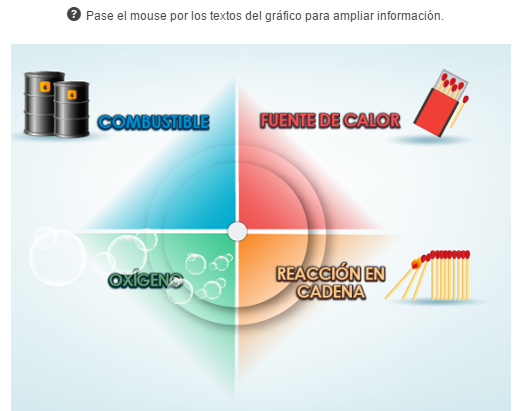 Pase el mouse por los textos del gráfico para ampliar información.
COMBUSTIBLE
FUENTE DE CALOR
OXÍGENO
REACCIÓN EN
CADENA